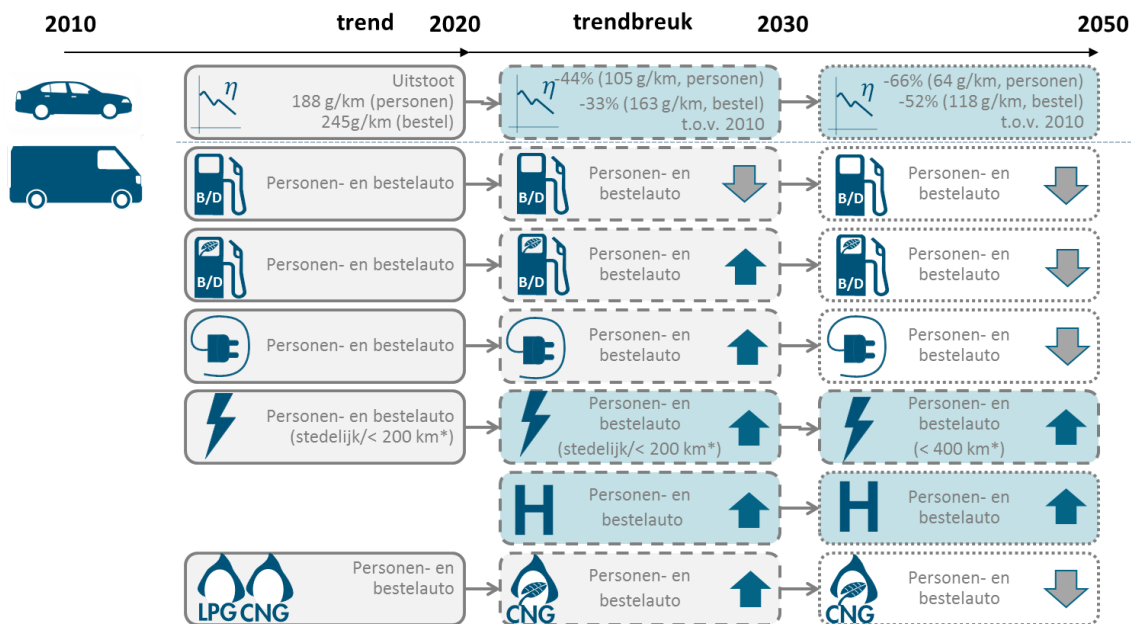 2010
trend
2020
trendbreuk
2030
2050
η
Uitstoot
188 g/km (personen)
245g/km (bestel)
η
-44% (105 g/km, personen)
-33% (163 g/km, bestel)
t.o.v. 2010
η
-66% (64 g/km, personen)
-52% (118 g/km, bestel)
t.o.v. 2010
B/D
Personen- en bestelauto
B/D
Personen- en
bestelauto
B/D
Personen- en
bestelauto
B/D
Personen- en bestelauto
B/D
Personen- en
bestelauto
B/D
Personen- en
bestelauto
Personen- en bestelauto
Personen- en
bestelauto
Personen- en
bestelauto
Personen- en bestelauto
(stedelijk/< 200 km*)
Personen- en
bestelauto
(stedelijk/< 200 km*)
Personen- en
bestelauto
(< 400 km*)
H
Personen- en
bestelauto
H
Personen- en
bestelauto
LPG CNG
Personen- en
bestelauto
CNG
Personen- en
bestelauto
CNG
Personen- en
bestelauto